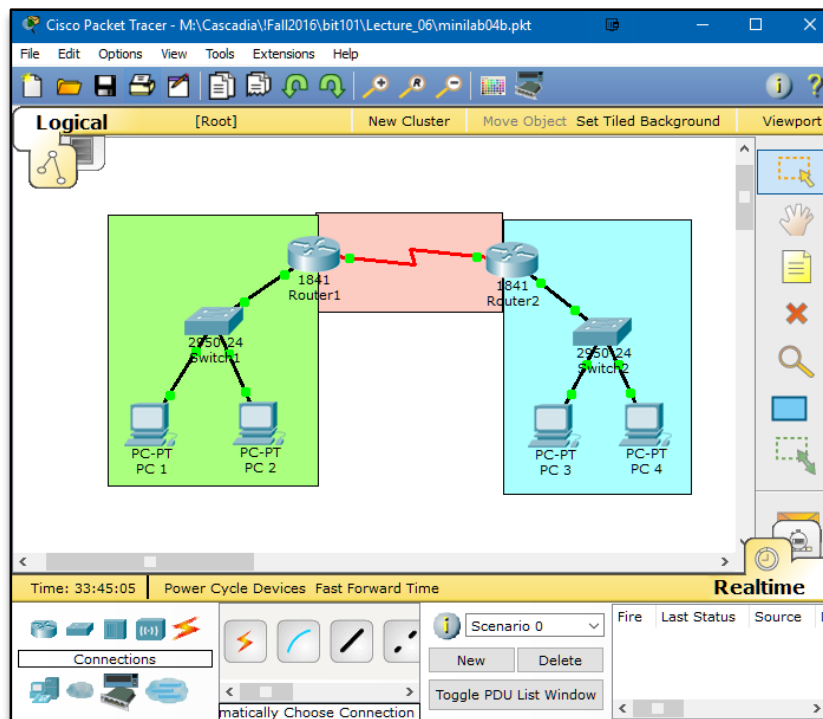 Cisco Packet Tracer - M:\Cascadia\!Fall2016\bit101\Lecture_06\minilab04b.pkt
File Edit Options View Tools Extensions Help
Logical [Root] New Cluster Move Object Set Tiled Background Viewport
1841
Router1
1841
Router2
2950-24
Switch1
2950-24
Switch2
PC-PT
PC 1
PC-PT
PC 2
PC-PT
PC 3
PC-PT
PC 4
Time: 33:45:05 Power Cycle Devices Fast Forward Time Realtime
Connections
matically Choose Connection
Scenario 0
New Delete
Toggle PDU List Window
Fire Last Status Source